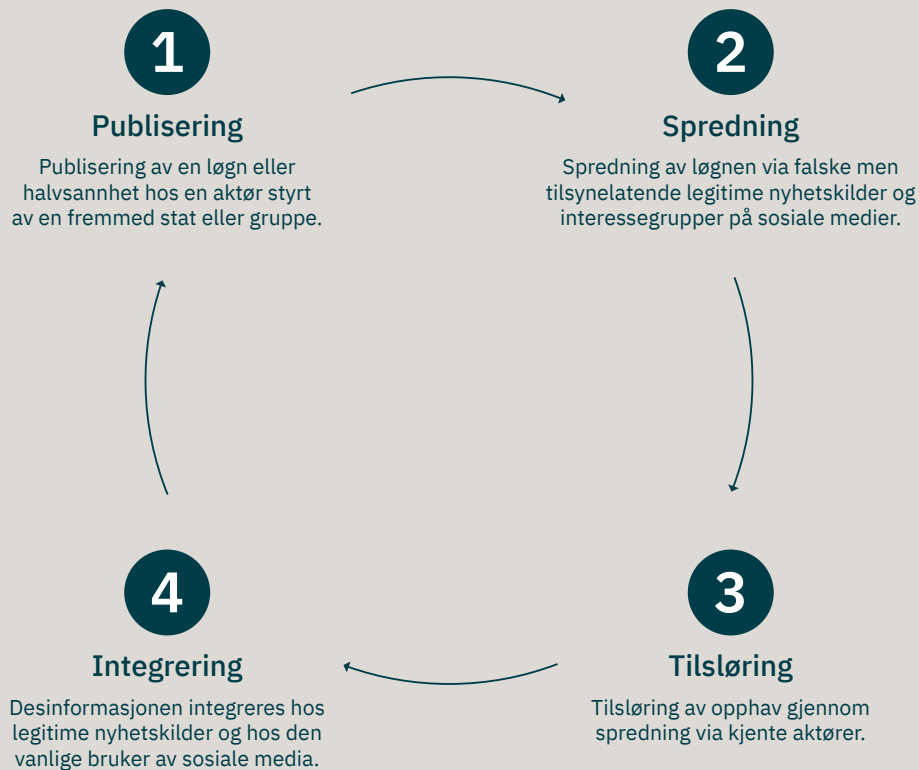 1
Publisering
Publisering av en løgn eller
halvsannhet hos en aktør styrt
av en fremmed stat eller gruppe.
2
Spredning
Spredning av løgnen via falske men
tilsynelatende legitime nyhetskilder og
interessegrupper på sosiale medier.
3
Tilsløring
Tilsløring av opphav gjennom
spredning via kjente aktører.
4
Integrering
Desinformasjonen integreres hos
legitime nyhetskilder og hos den
vanlige bruker av sosiale media.